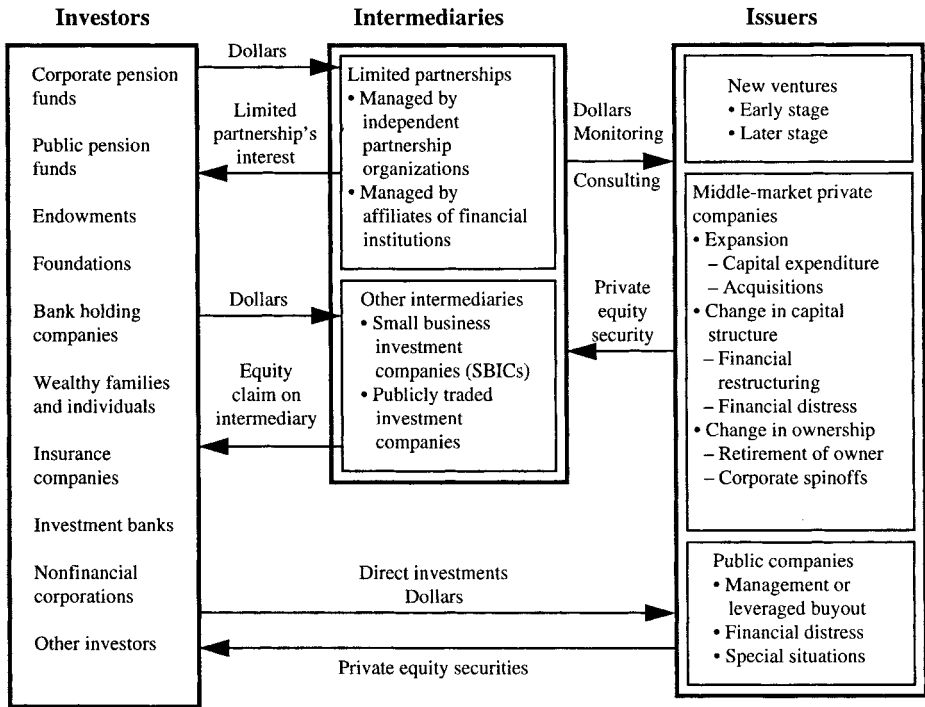 Investors
Intermediaries
Issuers
Corporate pension
funds
Public pension
funds
Endowments
Foundations
Bank holding
companies
Wealthy families
and individuals
Insurance
companies
Investment banks
Nonfinancial
corporations
Other investors
Dollars
Limited
partnership's
interest
Dollars
Equity
claim on
intermediary
Limited partnerships
• Managed by
independent
partnership
organizations
• Managed by
affiliates of financial
institutions
Other intermediaries
• Small business
investment
companies (SBICs)
• Publicly traded
investment
companies
Dollars
Monitoring
Consulting
Private
equity
security
New ventures
• Early stage
• Later stage
Middle-market private
companies
• Expansion
– Capital expenditure
– Acquisitions
• Change in capital
structure
– Financial
restructuring
– Financial distress
• Change in ownership
– Retirement of owner
– Corporate spinoffs
Public companies
• Management or
leveraged buyout
• Financial distress
• Special situations
Direct investments
Dollars
Private equity securities